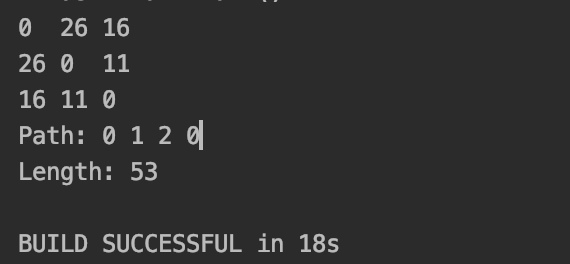 0  26 16
26 0  11
16 11 0
Path: 0 1 2 0
Length: 53
BUILD SUCCESSFUL in 18s